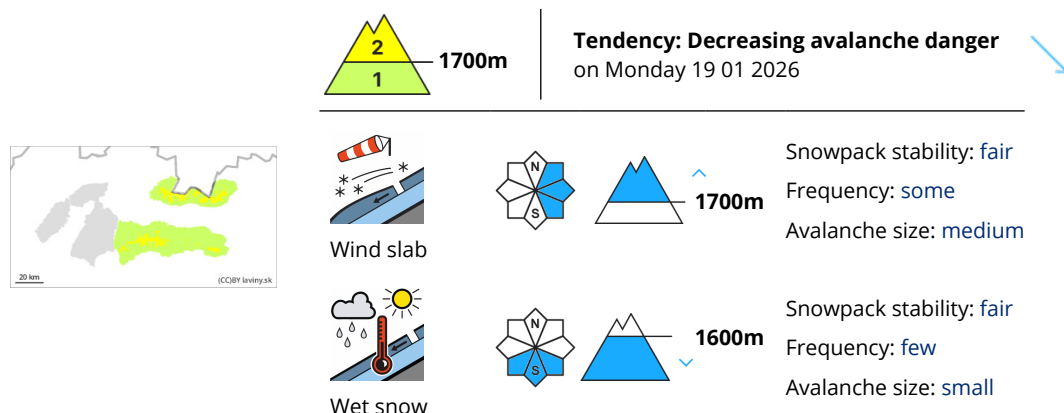 2
1
1700m
Tendency: Decreasing avalanche danger
on Monday 19 01 2026
20 km
(CC)BY laviny.sk
Wind slab
N
S
1700m
Snowpack stability: fair
Frequency: some
Avalanche size: medium
Wet snow
N
S
1600m
Snowpack stability: fair
Frequency: few
Avalanche size: small